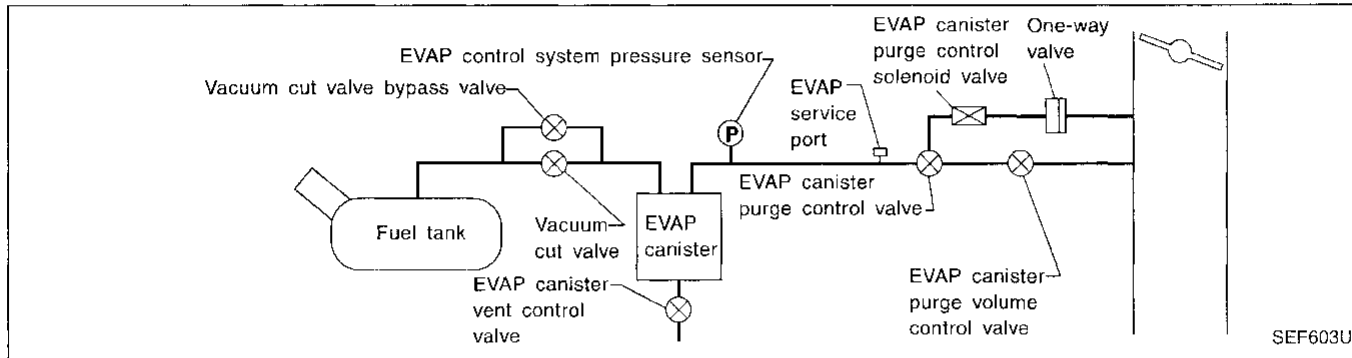 EVAP control system pressure sensor
Vacuum cut valve bypass valve
EVAP canister
purge control
solenoid valve
One-way
valve
EVAP
service
port
P
EVAP canister
purge control valve
Fuel tank
Vacuum
cut valve
EVAP
canister
EVAP canister
vent control
valve
EVAP canister
purge volume
control valve
SEF603U